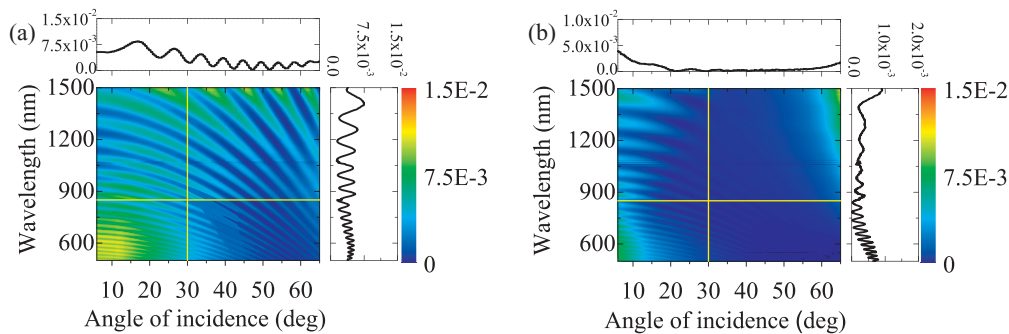 (a)
1.5x10⁻²
7.5x10⁻³
0.0
0.0
7.5x10⁻³
1.5x10⁻²
1500
1200
900
600
Wavelength (nm)
10 20 30 40 50 60
Angle of incidence (deg)
1.5E-2
7.5E-3
0
(b)
1.0x10⁻²
5.0x10⁻³
0.0
0.0
1.0x10⁻³
2.0x10⁻³
1500
1200
900
600
Wavelength (nm)
10 20 30 40 50 60
Angle of incidence (deg)
1.5E-2
7.5E-3
0